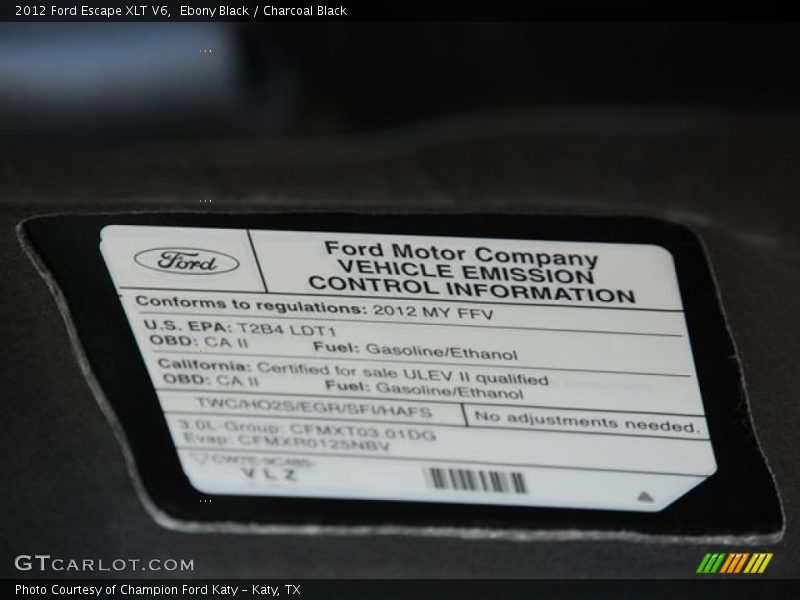 2012 Ford Escape XLT V6, Ebony Black / Charcoal Black
Ford
Ford Motor Company
VEHICLE EMISSION
CONTROL INFORMATION
Conforms to regulations: 2012 MY FFV
U.S. EPA: T2B4 LDT1
OBD: CA II Fuel: Gasoline/Ethanol
California: Certified for sale ULEV II qualified
OBD: CA II Fuel: Gasoline/Ethanol
TWC/HO2S/EGR/SFI/HAFS No adjustments needed.
3.0L-Group: CFMXT03.01DG
Evap: CFMXR0125NBV
VLZ
GTCARLOT.COM
Photo Courtesy of Champion Ford Katy - Katy, TX